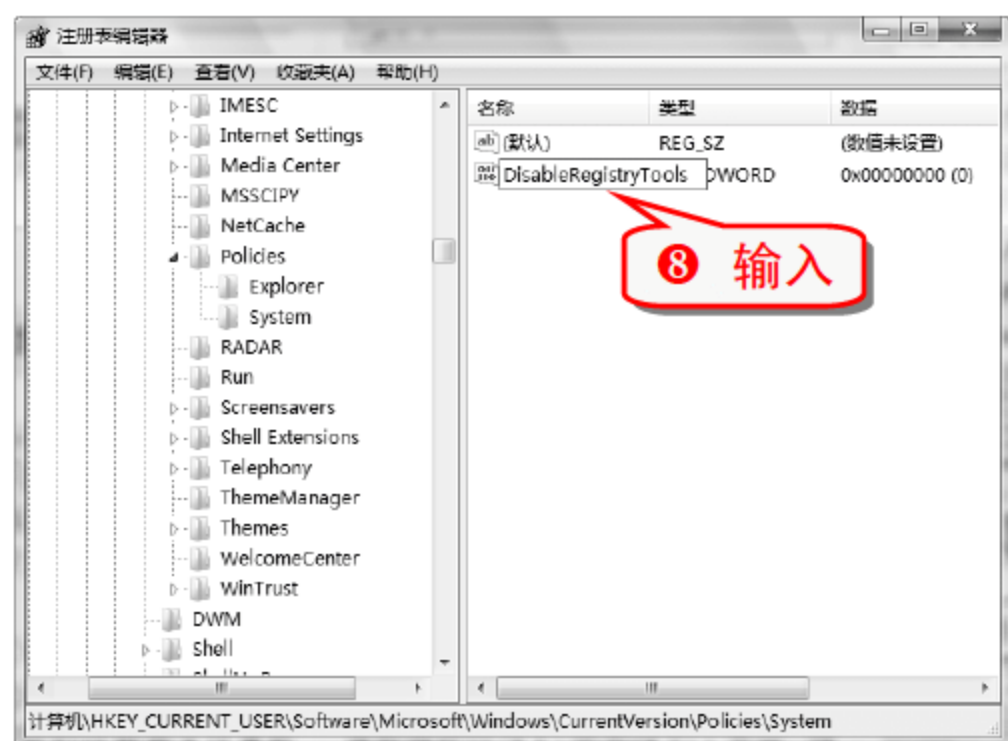 注册表编辑器
文件(F) 编辑(E) 查看(V) 收藏夹(A) 帮助(H)
IMESC
Internet Settings
Media Center
MSSCIPY
NetCache
Policies
Explorer
System
RADAR
Run
Screensavers
Shell Extensions
Telephony
ThemeManager
Themes
WelcomeCenter
WinTrust
DWM
Shell
名称 类型 数据
(默认) REG_SZ (数值未设置)
DisableRegistryTools DWORD 0x00000000 (0)
❽ 输入
计算机\HKEY_CURRENT_USER\Software\Microsoft\Windows\CurrentVersion\Policies\System